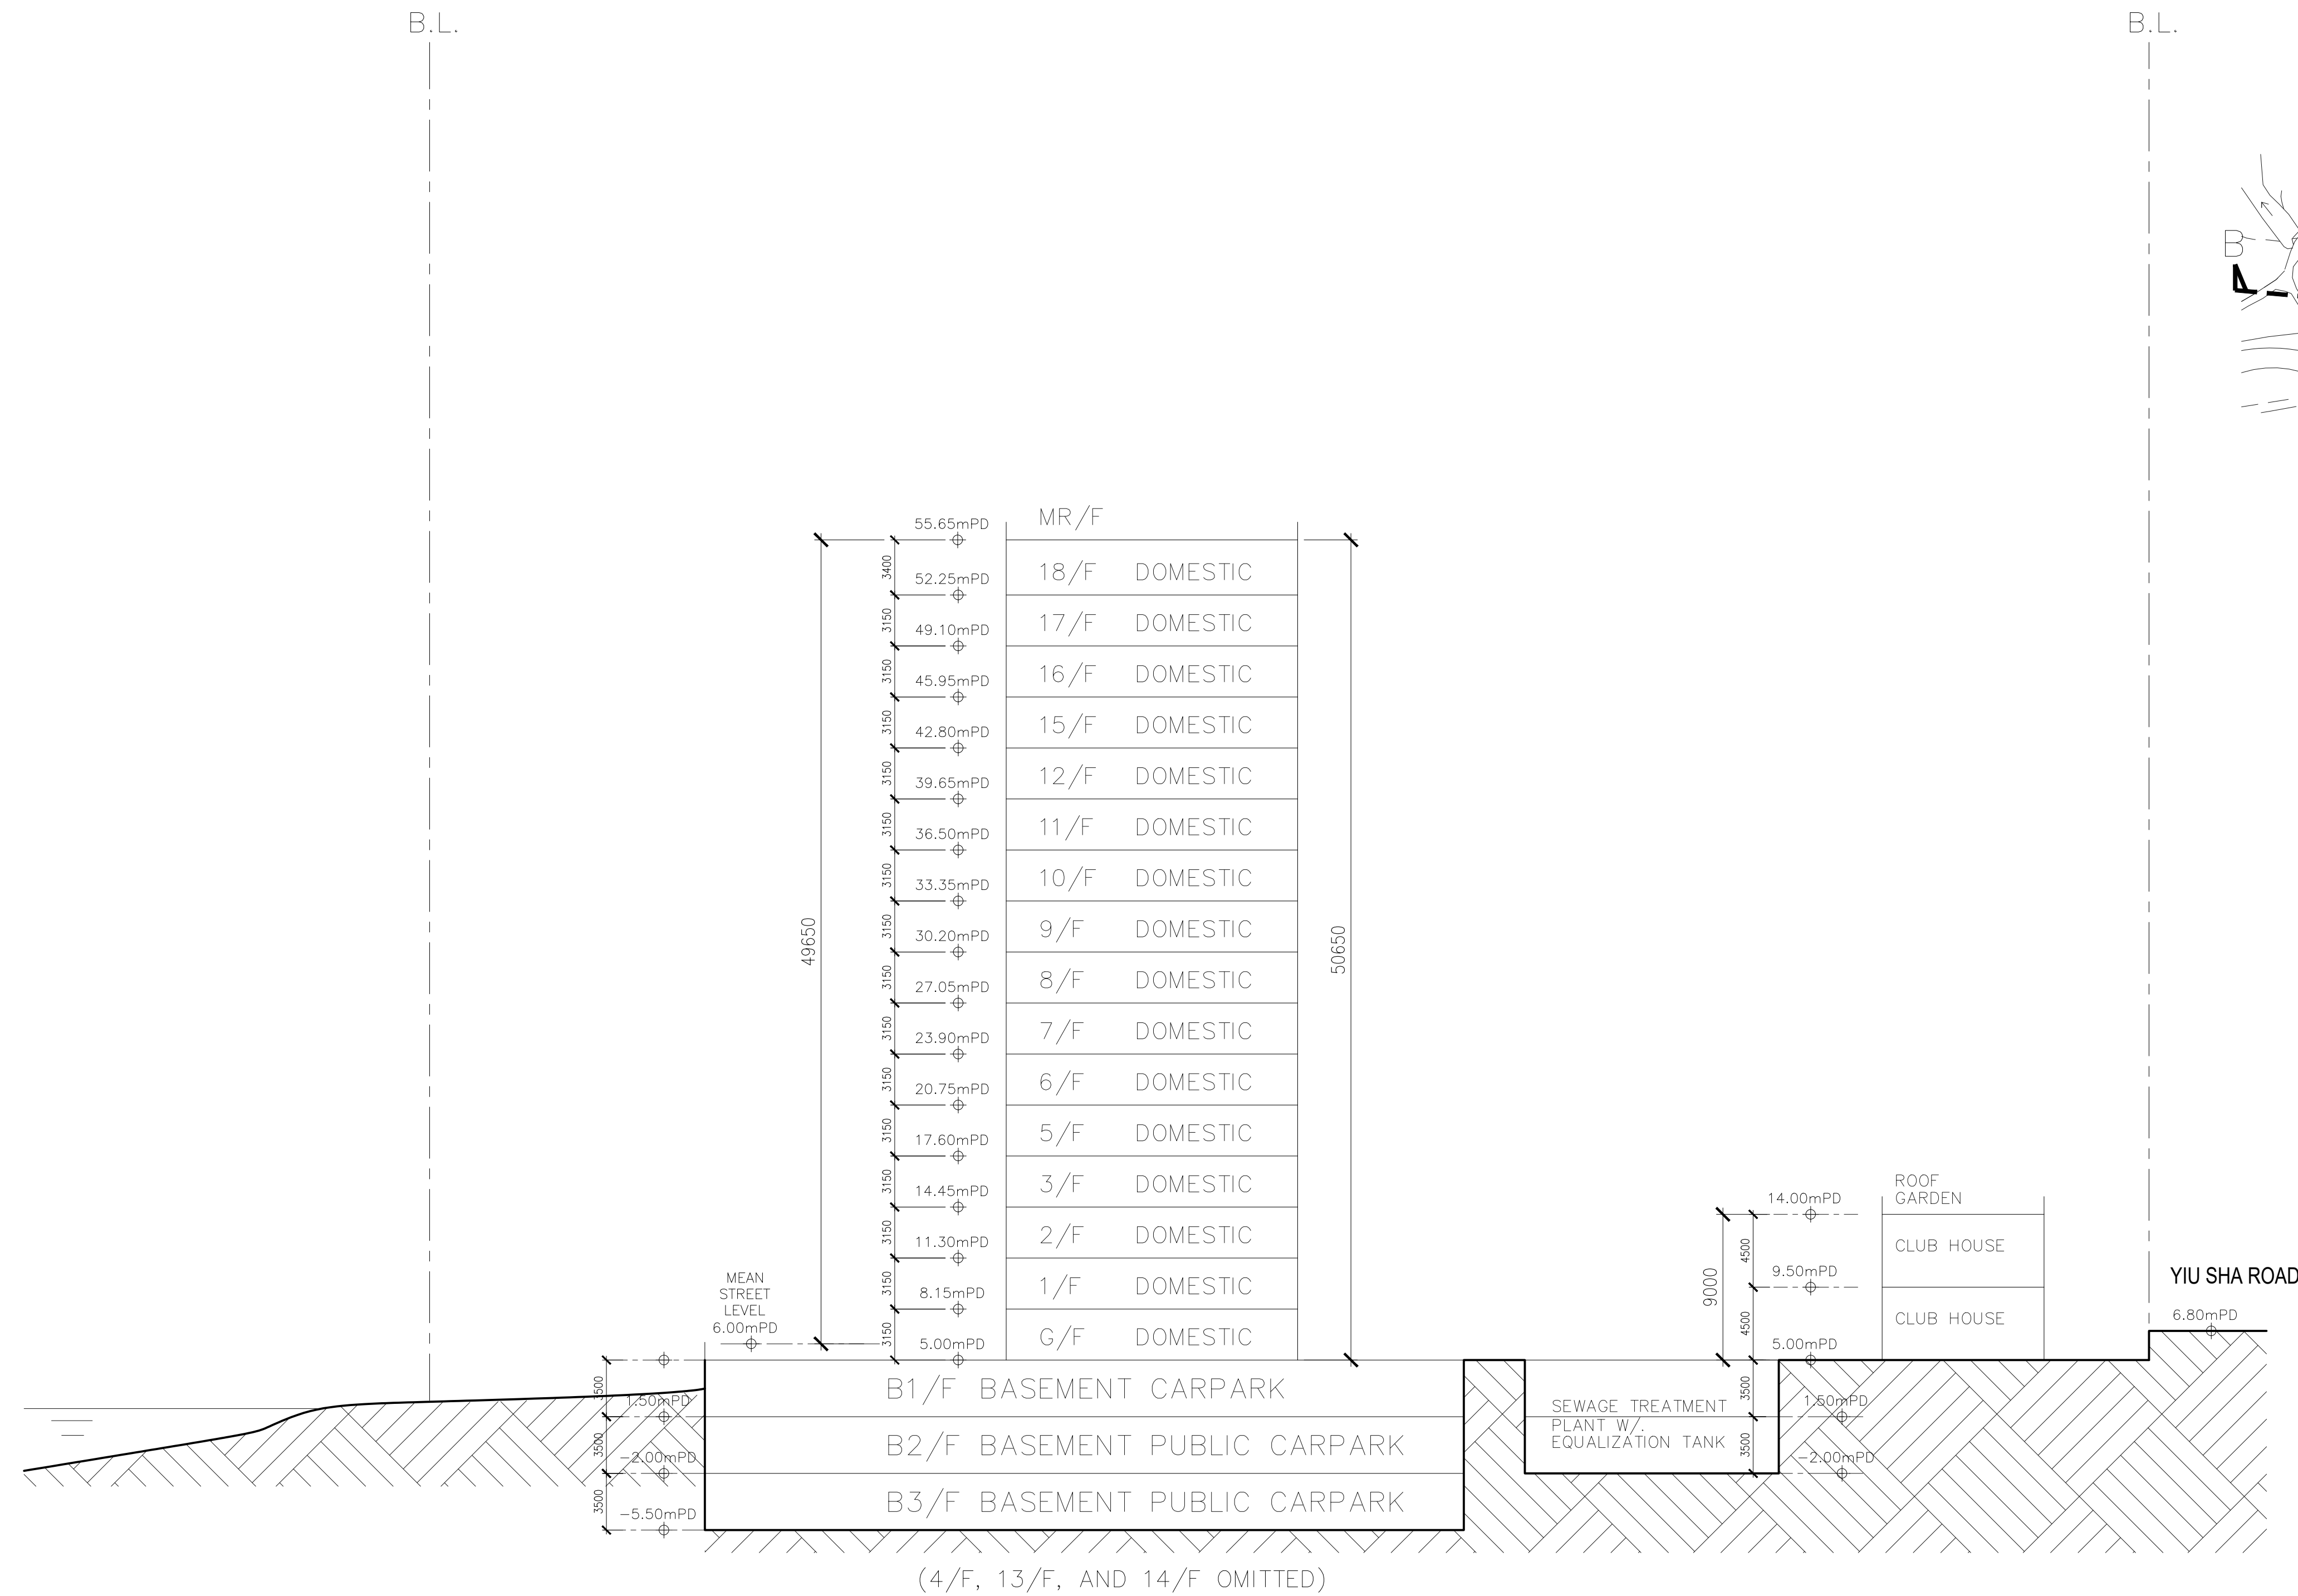 B.L.
B.L.
B
55.65mPD
MR/F
3400
52.25mPD
18/F DOMESTIC
3150
49.10mPD
17/F DOMESTIC
3150
45.95mPD
16/F DOMESTIC
3150
42.80mPD
15/F DOMESTIC
3150
39.65mPD
12/F DOMESTIC
3150
36.50mPD
11/F DOMESTIC
3150
33.35mPD
10/F DOMESTIC
3150
30.20mPD
9/F DOMESTIC
3150
27.05mPD
8/F DOMESTIC
3150
23.90mPD
7/F DOMESTIC
3150
20.75mPD
6/F DOMESTIC
3150
17.60mPD
5/F DOMESTIC
3150
14.45mPD
3/F DOMESTIC
3150
11.30mPD
2/F DOMESTIC
3150
8.15mPD
1/F DOMESTIC
3150
5.00mPD
G/F DOMESTIC
49650
50650
MEAN
STREET
LEVEL
6.00mPD
ROOF
GARDEN
14.00mPD
4500
CLUB HOUSE
9.50mPD
4500
CLUB HOUSE
5.00mPD
9000
YIU SHA ROAD
6.80mPD
3500
1.50mPD
B1/F BASEMENT CARPARK
3500
-2.00mPD
B2/F BASEMENT PUBLIC CARPARK
3500
-5.50mPD
B3/F BASEMENT PUBLIC CARPARK
SEWAGE TREATMENT
PLANT W/.
EQUALIZATION TANK
3500
1.50mPD
3500
-2.00mPD
(4/F, 13/F, AND 14/F OMITTED)